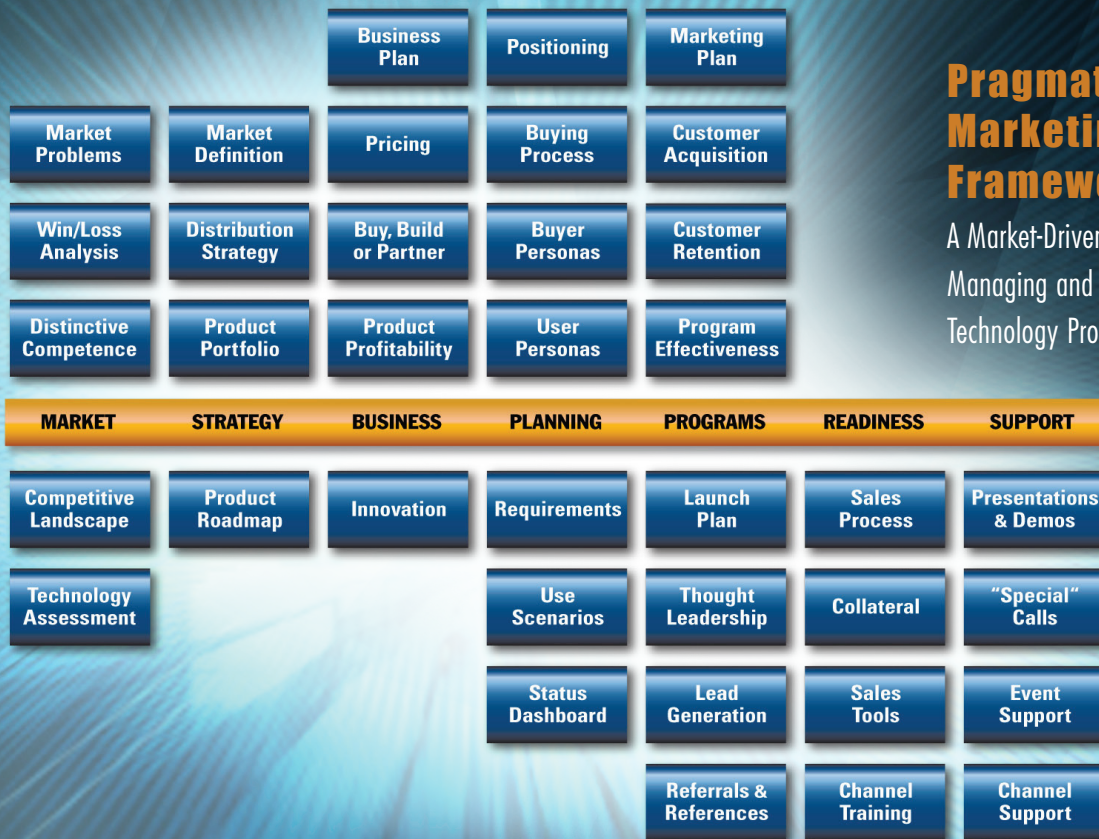 Business
Plan
Positioning
Marketing
Plan
Market
Problems
Market
Definition
Pricing
Buying
Process
Customer
Acquisition
Win/Loss
Analysis
Distribution
Strategy
Buy, Build
or Partner
Buyer
Personas
Customer
Retention
Distinctive
Competence
Product
Portfolio
Product
Profitability
User
Personas
Program
Effectiveness
Pragmat
Marketin
Framewo
A Market-Driven
Managing and
Technology Pro
MARKET STRATEGY BUSINESS PLANNING PROGRAMS READINESS SUPPORT
Competitive
Landscape
Product
Roadmap
Innovation
Requirements
Launch
Plan
Sales
Process
Presentations
& Demos
Technology
Assessment
Use
Scenarios
Thought
Leadership
Collateral
“Special“
Calls
Status
Dashboard
Lead
Generation
Sales
Tools
Event
Support
Referrals &
References
Channel
Training
Channel
Support